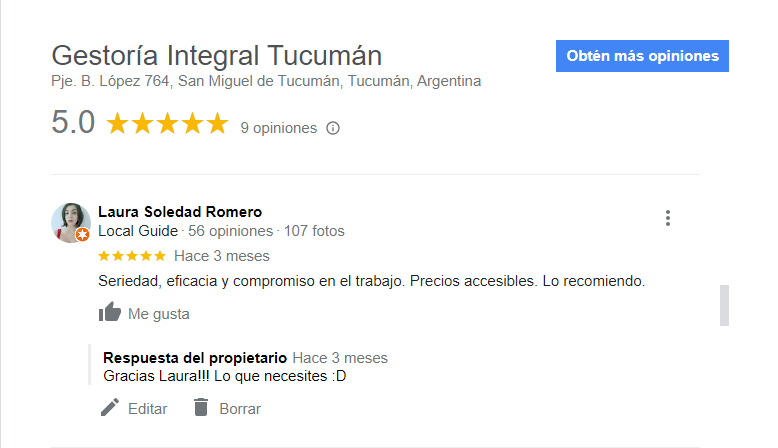 Gestoría Integral Tucumán
Obtén más opiniones
Pje. B. López 764, San Miguel de Tucumán, Tucumán, Argentina
5.0 9 opiniones
Laura Soledad Romero
Local Guide · 56 opiniones · 107 fotos
Hace 3 meses
Seriedad, eficacia y compromiso en el trabajo. Precios accesibles. Lo recomiendo.
Me gusta
Respuesta del propietario Hace 3 meses
Gracias Laura!!! Lo que necesites :D
Editar Borrar